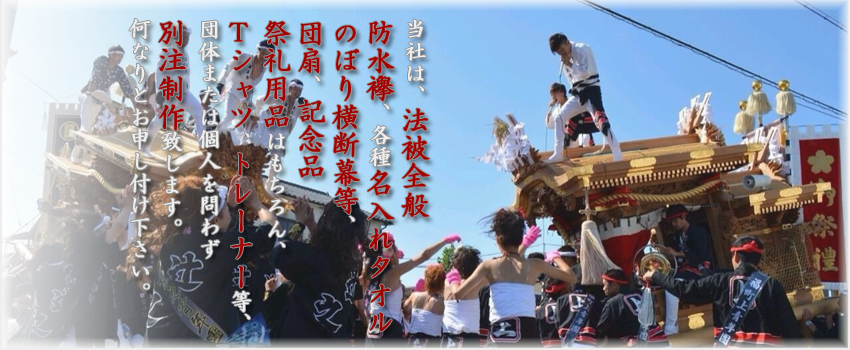 当社は、法被全般
防水襷、各種名入れタオル
のぼり横断幕等、
団扇、記念品
祭礼用品はもちろん、
Tシャツ、トレーナー等、
団体または個人を問わず
別注制作致します。
何なりとお申し付け下さい。
祭禮